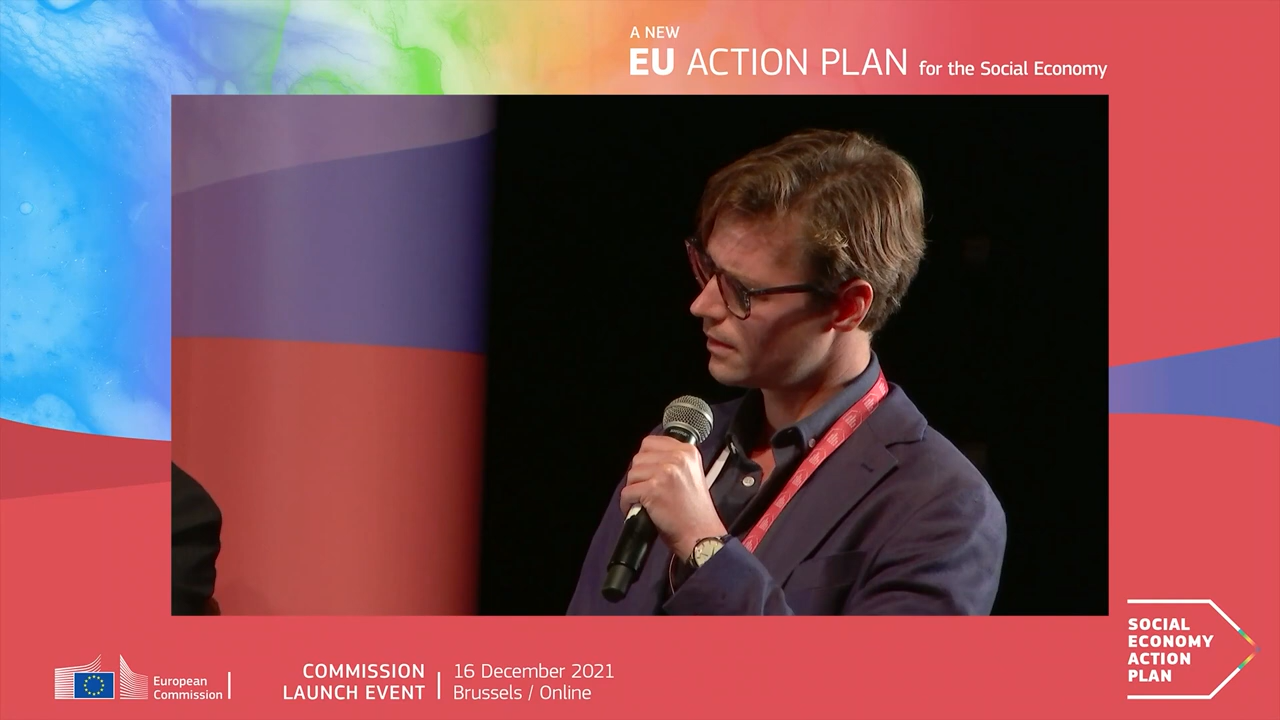 A NEW
EU ACTION PLAN for the Social Economy
European
Commission
COMMISSION
LAUNCH EVENT
16 December 2021
Brussels / Online
SOCIAL
ECONOMY
ACTION
PLAN